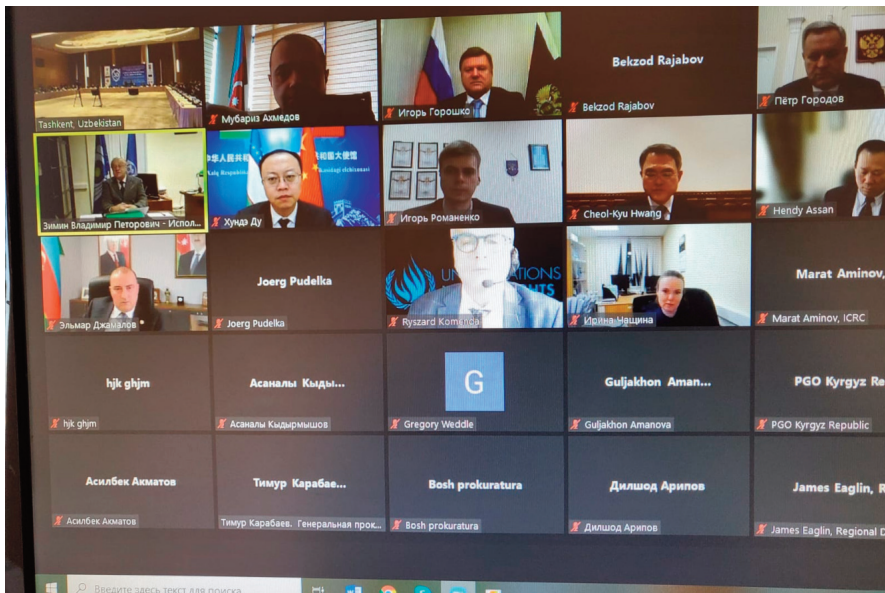 Tashkent, Uzbekistan
Мубариз Ахмедов
Игорь Горошко
Bekzod Rajabov
Bekzod Rajabov
Пётр Городов
Зимин Владимир Петорович - Испол...
Хундэ Ду
Игорь Романенко
Cheol-Kyu Hwang
Hendy Assan
Эльмар Джамалов
Joerg Pudelka
Joerg Pudelka
Ryszard Komenda
Ирина Чащина
Marat Aminov,
Marat Aminov, ICRC
hjk ghjm
hjk ghjm
Асаналы Кыды...
Асаналы Кыдырмышов
G
Gregory Weddle
Guljakhon Aman...
Guljakhon Amanova
PGO Kyrgyz Re
PGO Kyrgyz Republic
Асилбек Акматов
Асилбек Акматов
Тимур Карабае...
Тимур Карабаев. Генеральная прок...
Bosh prokuratura
Bosh prokuratura
Дилшод Арипов
Дилшод Арипов
James Eaglin, R
James Eaglin, Regional D
Введите здесь текст для поиска